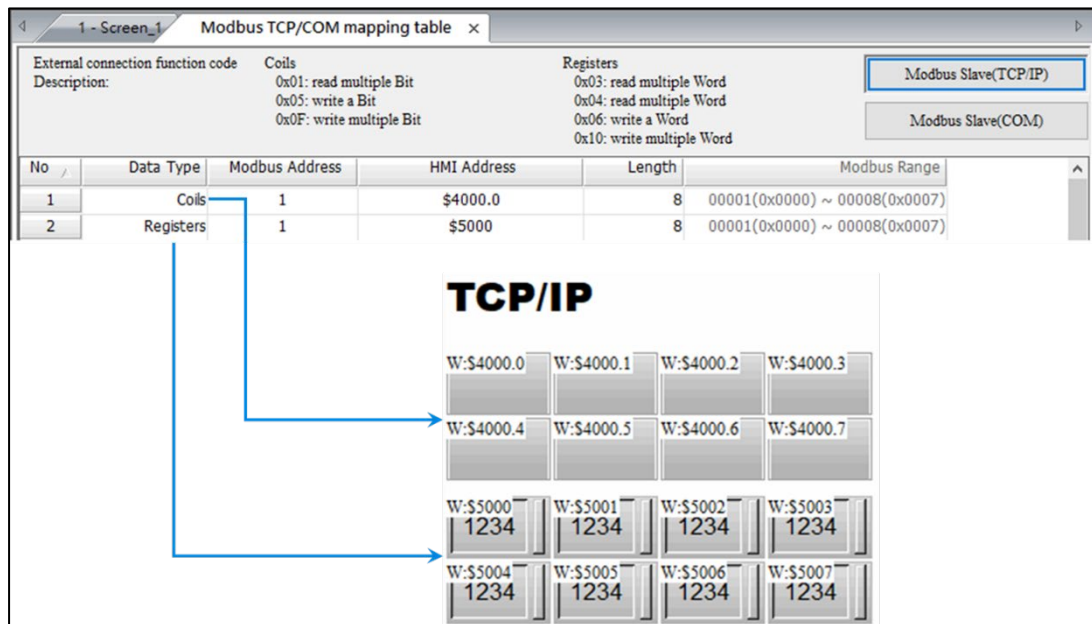 1 - Screen_1 Modbus TCP/COM mapping table ×
External connection function code
Description:
Coils
0x01: read multiple Bit
0x05: write a Bit
0x0F: write multiple Bit
Registers
0x03: read multiple Word
0x04: read multiple Word
0x06: write a Word
0x10: write multiple Word
Modbus Slave(TCP/IP)
Modbus Slave(COM)
No Data Type Modbus Address HMI Address Length Modbus Range
1 Coils 1 $4000.0 8 00001(0x0000) ~ 00008(0x0007)
2 Registers 1 $5000 8 00001(0x0000) ~ 00008(0x0007)
TCP/IP
W:$4000.0 W:$4000.1 W:$4000.2 W:$4000.3
W:$4000.4 W:$4000.5 W:$4000.6 W:$4000.7
W:$5000 W:$5001 W:$5002 W:$5003
1234 1234 1234 1234
W:$5004 W:$5005 W:$5006 W:$5007
1234 1234 1234 1234